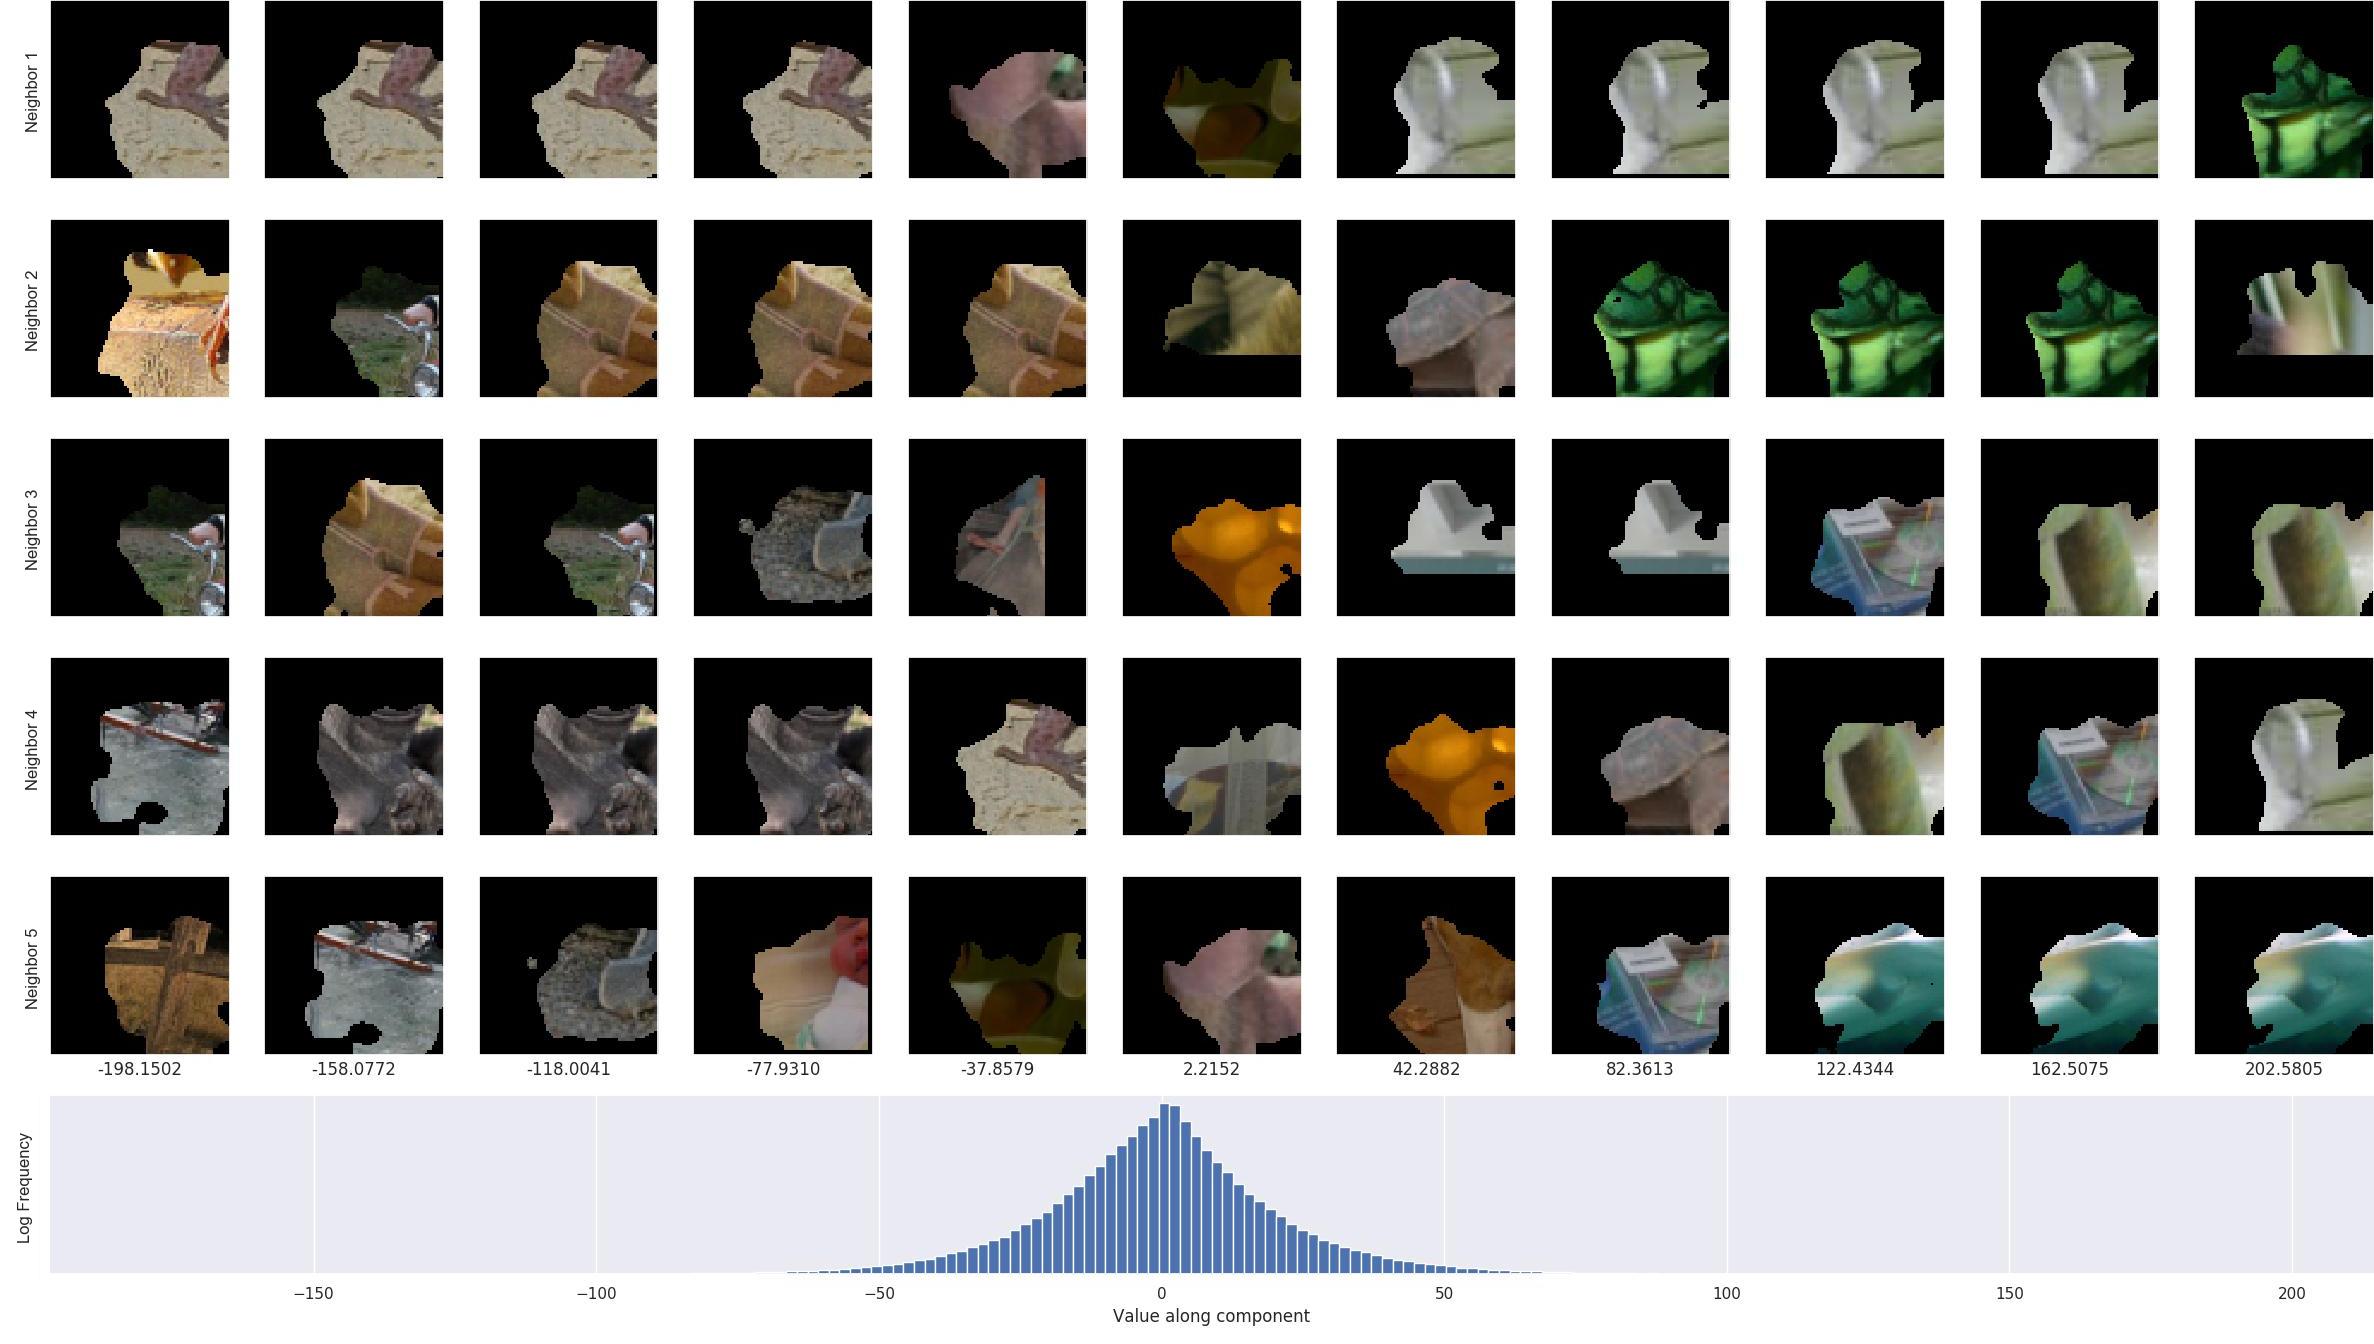 Neighbor 1
Neighbor 2
Neighbor 3
Neighbor 4
Neighbor 5
-198.1502 -158.0772 -118.0041 -77.9310 -37.8579 2.2152 42.2882 82.3613 122.4344 162.5075 202.5805
Log Frequency
−150 −100 −50 0 50 100 150 200
Value along component